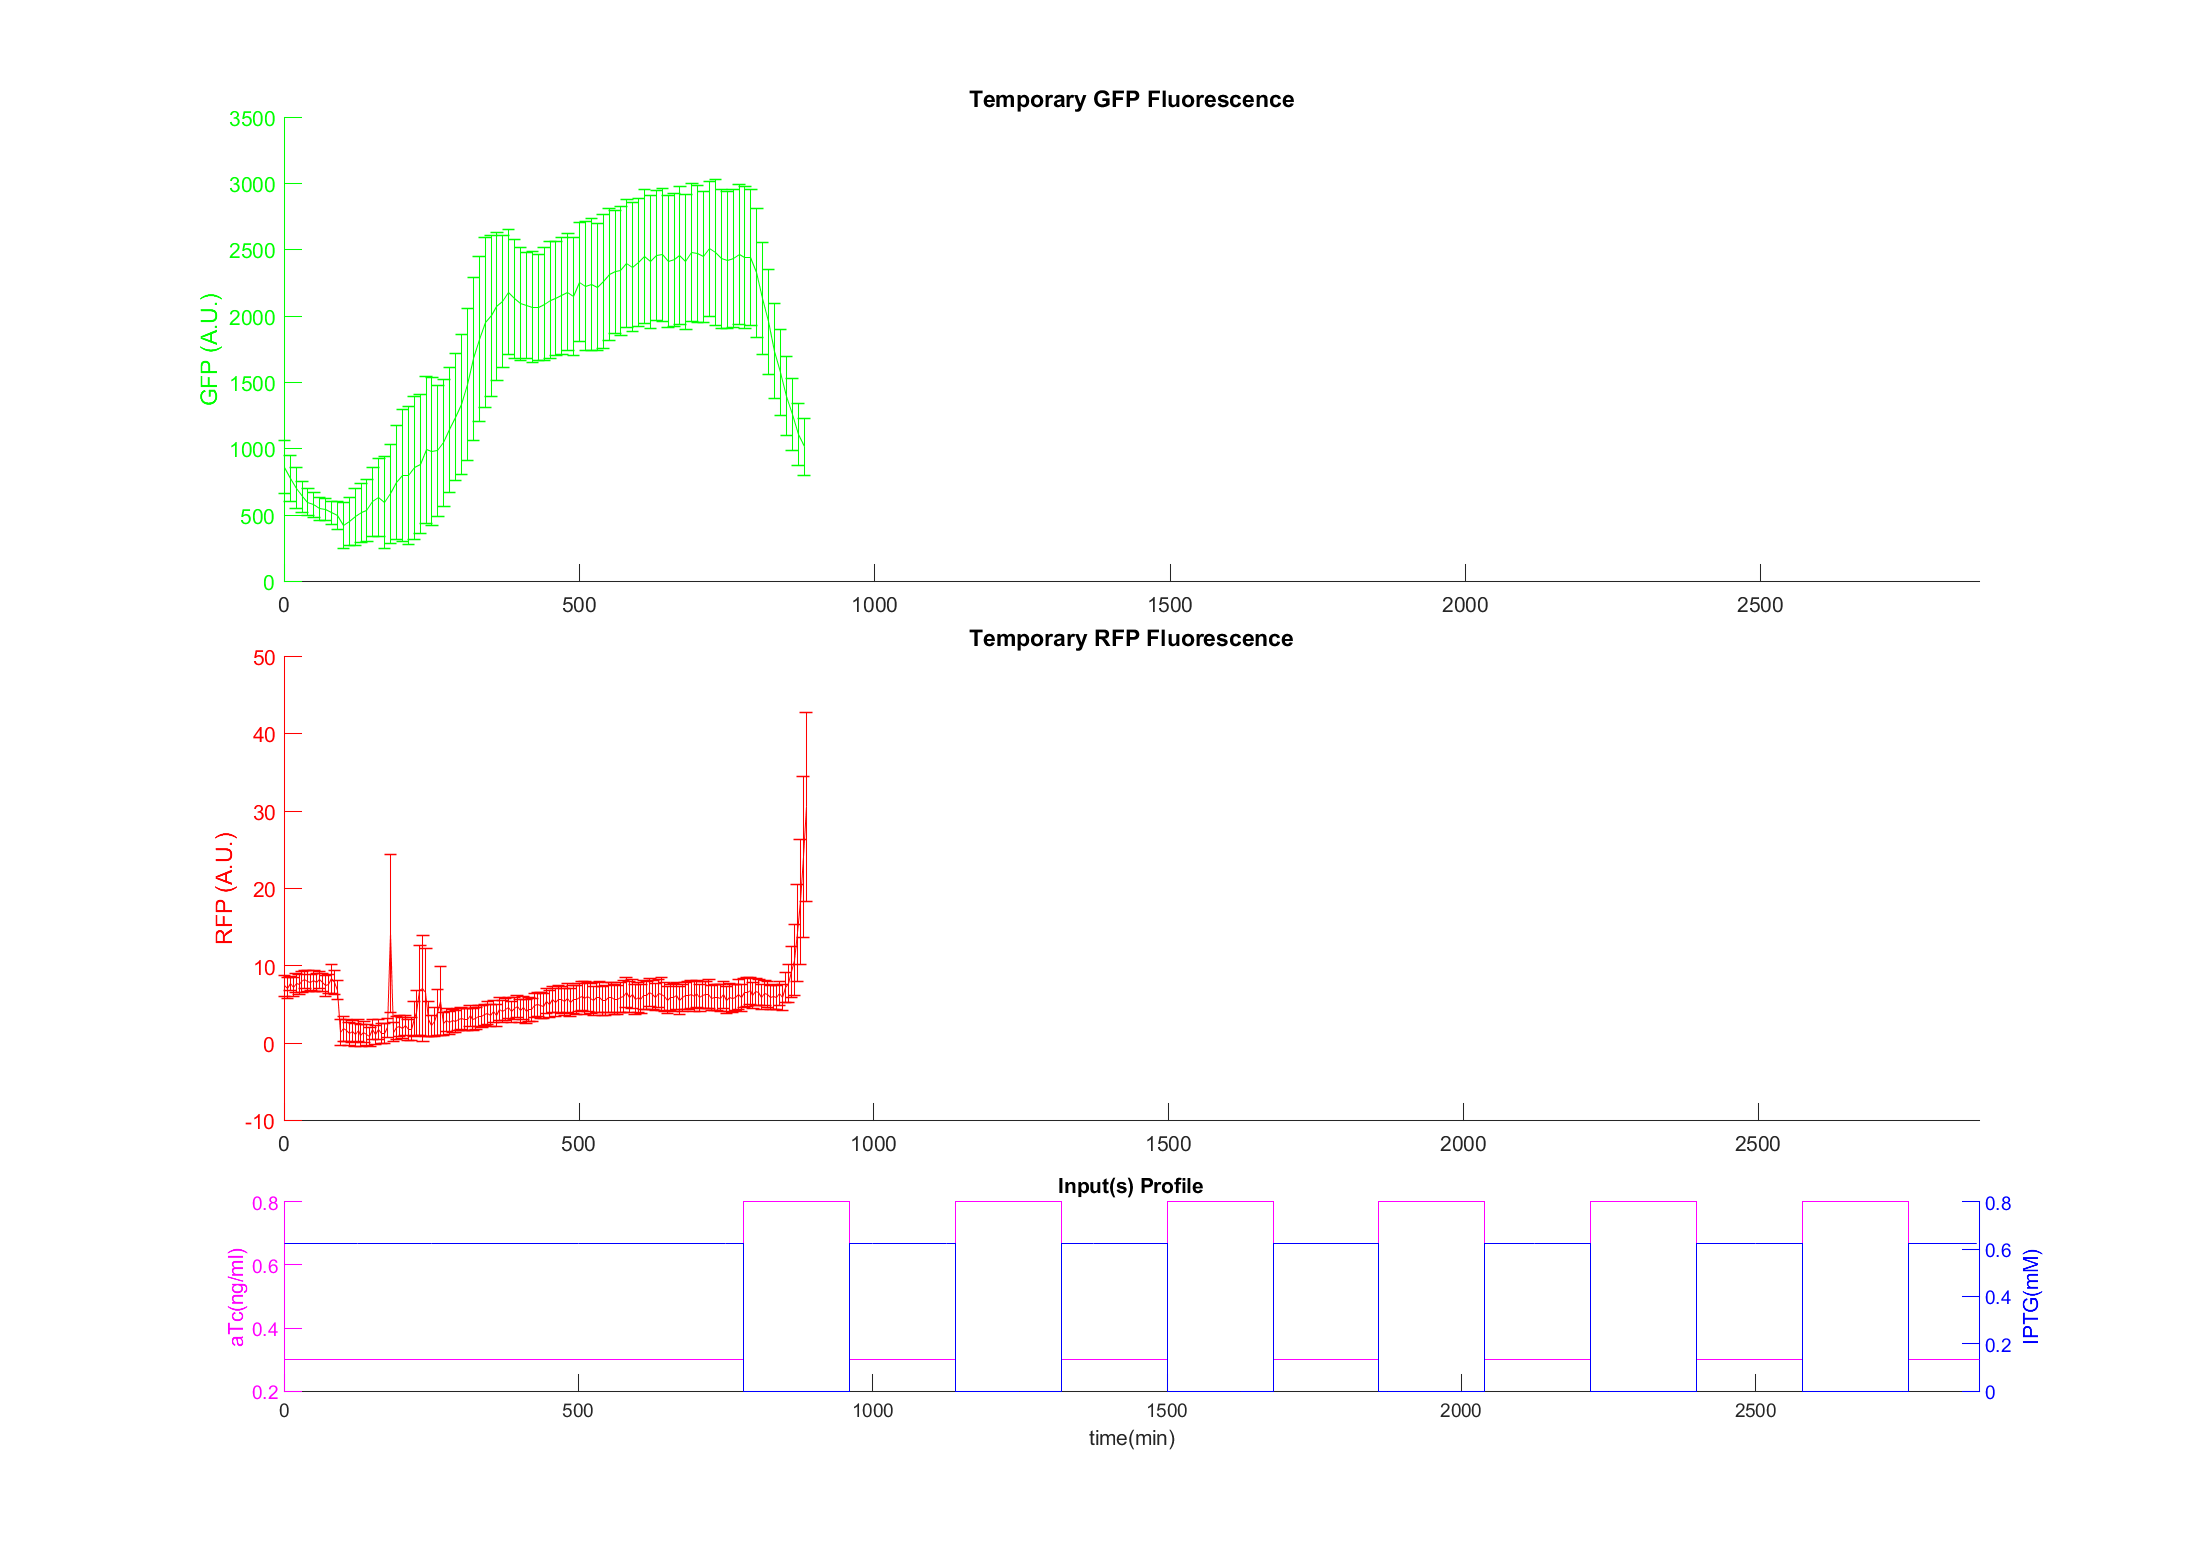 Temporary GFP Fluorescence
3500
3000
2500
2000
1500
1000
500
0
GFP (A.U.)
0 500 1000 1500 2000 2500
Temporary RFP Fluorescence
50
40
30
20
10
0
-10
RFP (A.U.)
0 500 1000 1500 2000 2500
Input(s) Profile
0.8
0.6
0.4
0.2
aTc(ng/ml)
0.8
0.6
0.4
0.2
0
IPTG(mM)
0 500 1000 1500 2000 2500
time(min)